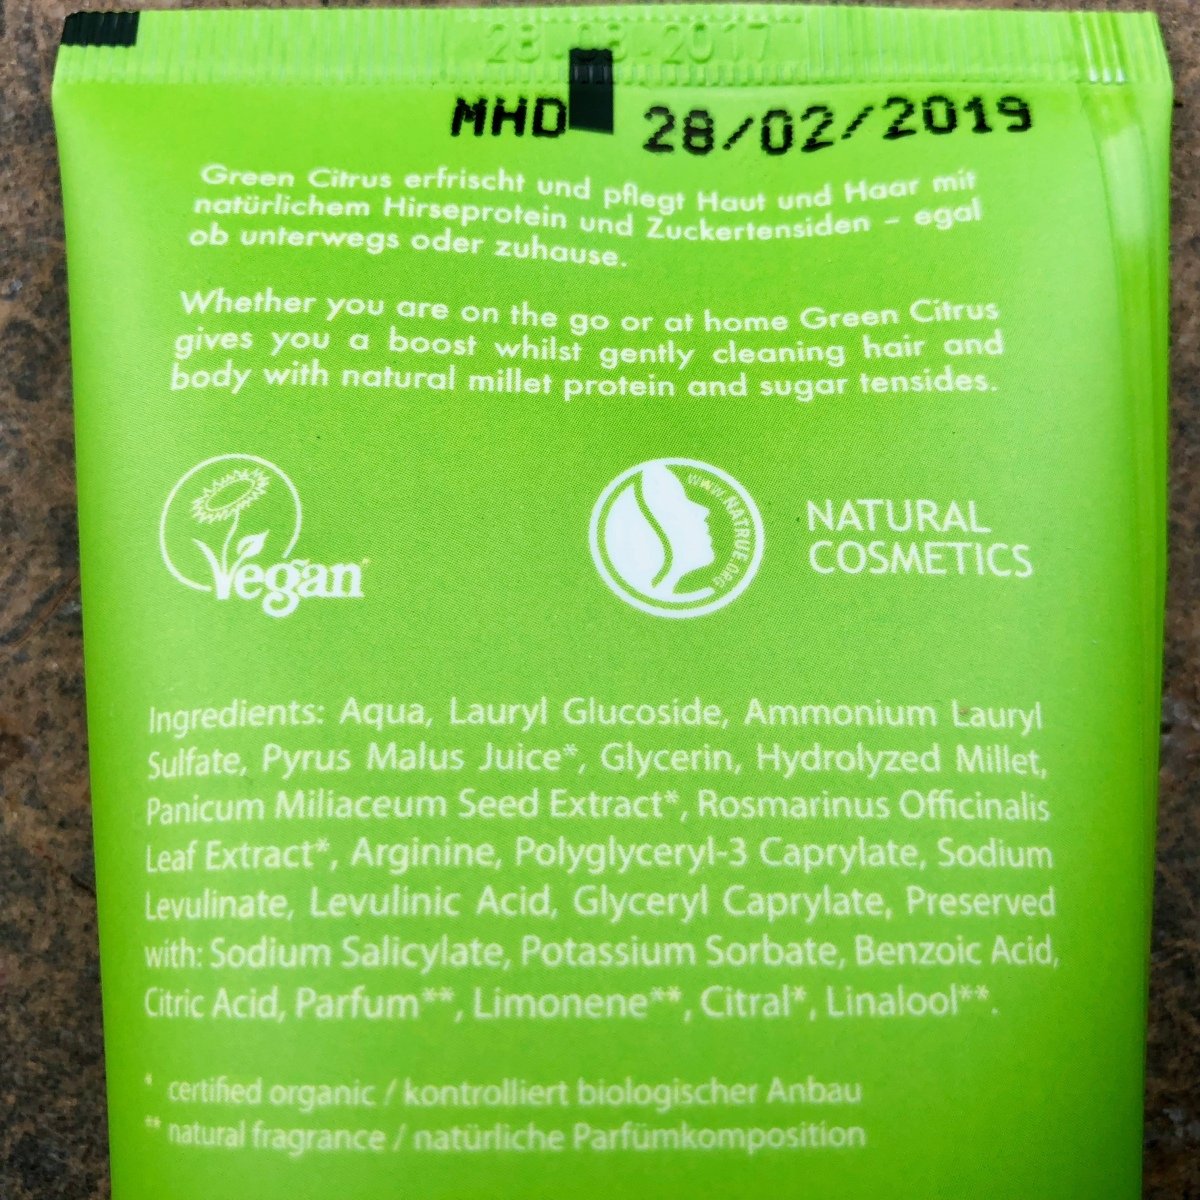 28.08.2017
MHD 28/02/2019
Green Citrus erfrischt und pflegt Haut und Haar mit
natürlichem Hirseprotein und Zuckertensiden – egal
ob unterwegs oder zuhause.
Whether you are on the go or at home Green Citrus
gives you a boost whilst gently cleaning hair and
body with natural millet protein and sugar tensides.
Vegan
www.NATRUE.ORG
NATURAL
COSMETICS
Ingredients: Aqua, Lauryl Glucoside, Ammonium Lauryl
Sulfate, Pyrus Malus Juice*, Glycerin, Hydrolyzed Millet,
Panicum Miliaceum Seed Extract*, Rosmarinus Officinalis
Leaf Extract*, Arginine, Polyglyceryl-3 Caprylate, Sodium
Levulinate, Levulinic Acid, Glyceryl Caprylate, Preserved
with: Sodium Salicylate, Potassium Sorbate, Benzoic Acid,
Citric Acid, Parfum**, Limonene**, Citral*, Linalool**.
* certified organic / kontrolliert biologischer Anbau
** natural fragrance / natürliche Parfümkomposition